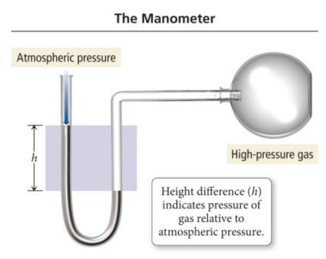 The Manometer
Atmospheric pressure
h
High-pressure gas
Height difference (h)
indicates pressure of
gas relative to
atmospheric pressure.